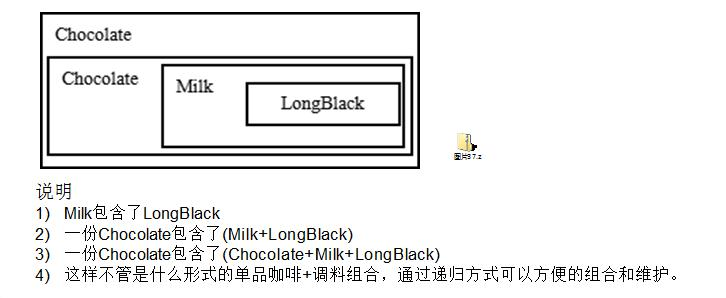 Chocolate
Chocolate
Milk
LongBlack
图片37.z
说明
1) Milk包含了LongBlack
2) 一份Chocolate包含了(Milk+LongBlack)
3) 一份Chocolate包含了(Chocolate+Milk+LongBlack)
4) 这样不管是什么形式的单品咖啡+调料组合，通过递归方式可以方便的组合和维护。